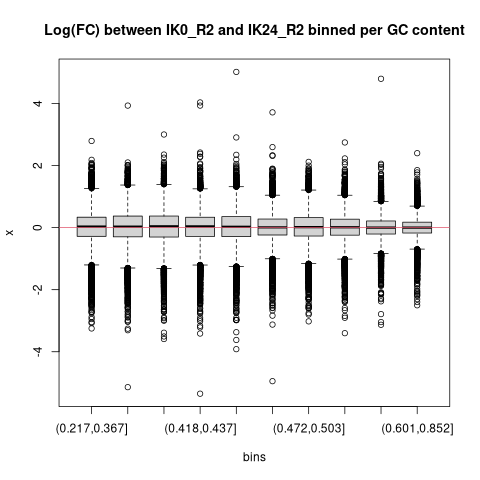 Log(FC) between IK0_R2 and IK24_R2 binned per GC content
4
2
0
-2
-4
x
(0.217,0.367] (0.418,0.437] (0.472,0.503] (0.601,0.852]
bins